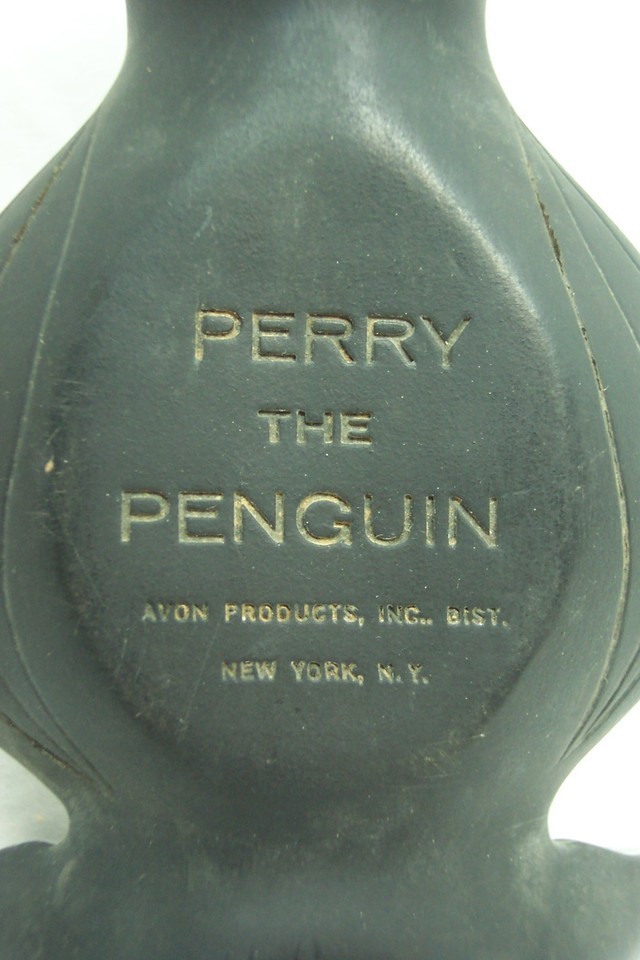 PERRY
THE
PENGUIN
AVON PRODUCTS, INC.. DIST.
NEW YORK, N.Y.